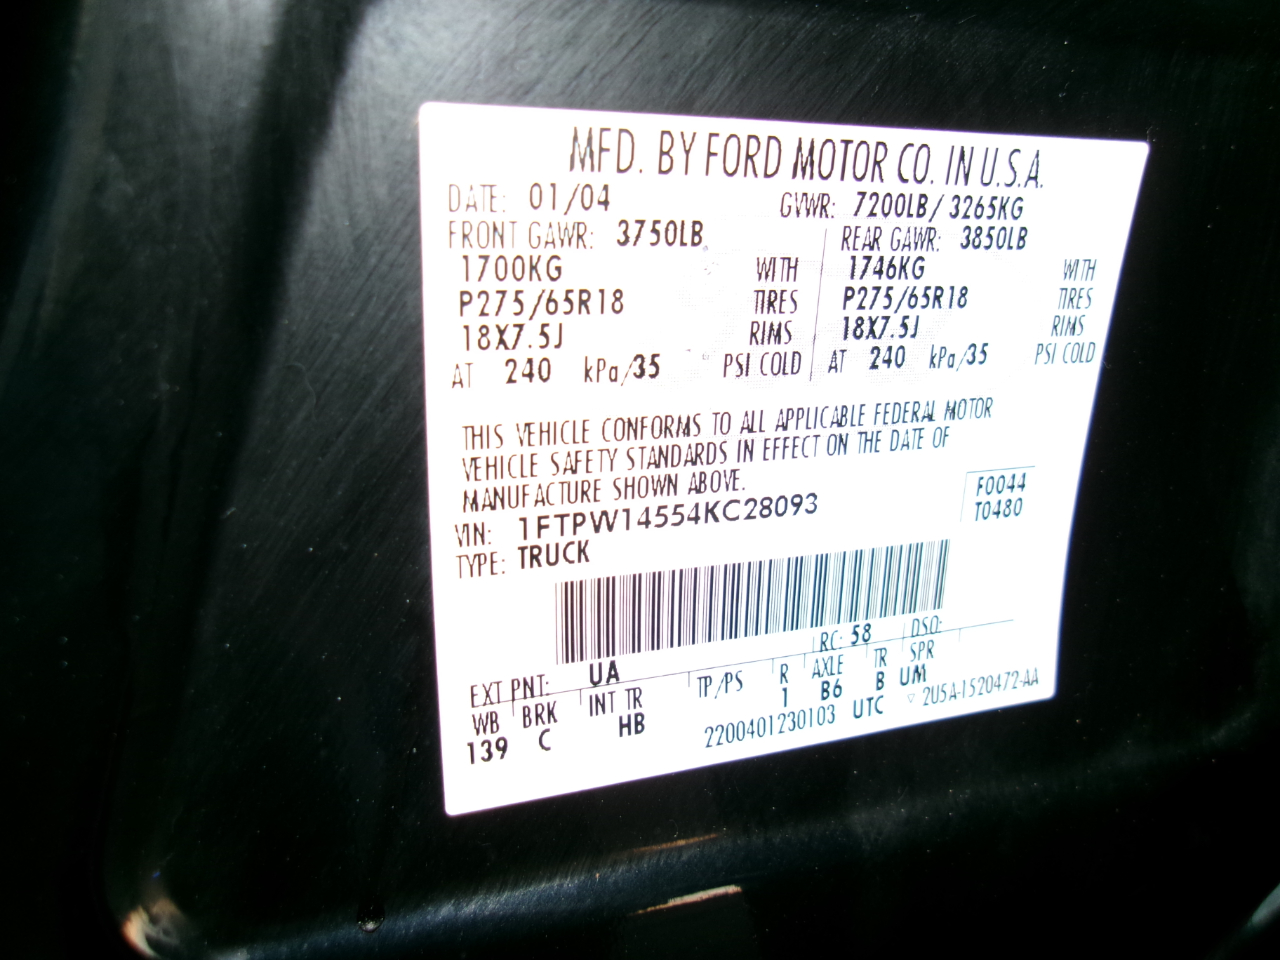 MFD. BY FORD MOTOR CO. IN U.S.A.
DATE: 01/04 GVWR: 7200LB/3265KG
FRONT GAWR: 3750LB REAR GAWR: 3850LB
1700KG WITH 1746KG WITH
P275/65R18 TIRES P275/65R18 TIRES
18X7.5J RIMS 18X7.5J RIMS
AT 240 kPa/35 PSI COLD AT 240 kPa/35 PSI COLD
THIS VEHICLE CONFORMS TO ALL APPLICABLE FEDERAL MOTOR
VEHICLE SAFETY STANDARDS IN EFFECT ON THE DATE OF
MANUFACTURE SHOWN ABOVE.
F0044
VIN: 1FTPW14554KC28093 T0480
TYPE: TRUCK
EXT PNT: UA RC: 58 DSO:
WB BRK INT TR TP/PS R AXLE TR SPR
139 C HB 1 B6 B UM
2200401230103 UTC ▽ 2U5A-1520472-AA